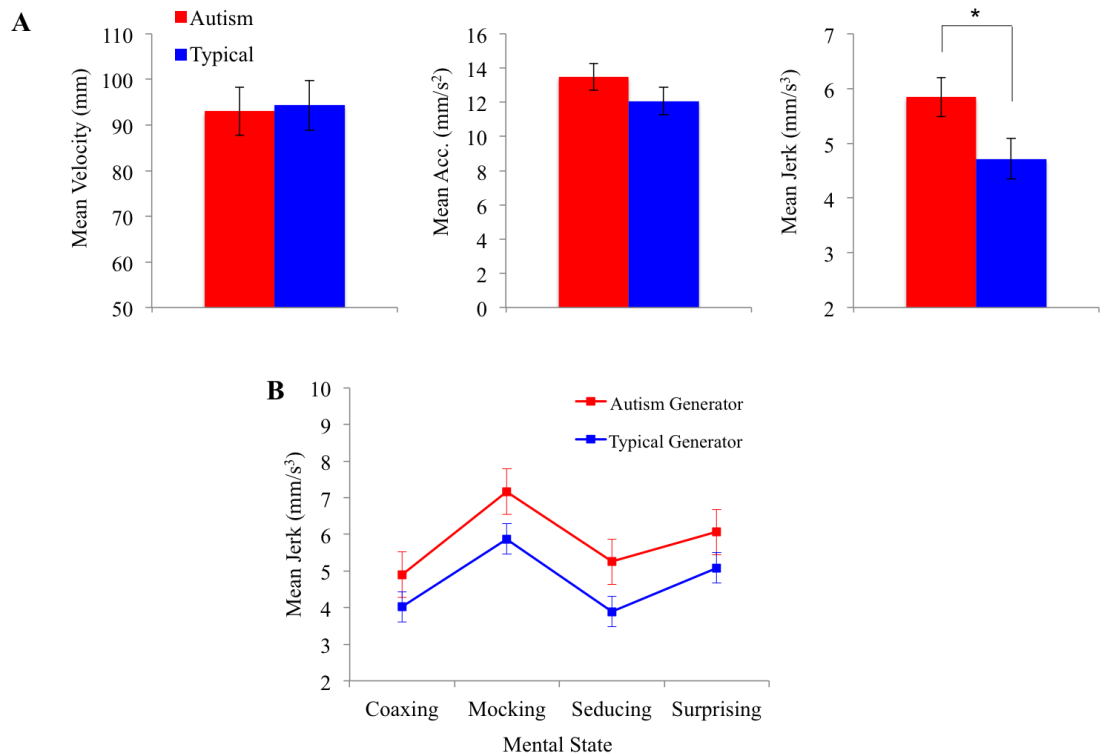 A
Autism
Typical
Mean Velocity (mm)
110
100
90
80
70
60
50
Mean Acc. (mm/s²)
16
14
12
10
8
6
4
2
0
Mean Jerk (mm/s³)
7
6
5
4
3
2
*
B
Mean Jerk (mm/s³)
10
9
8
7
6
5
4
3
2
Autism Generator
Typical Generator
Coaxing Mocking Seducing Surprising
Mental State